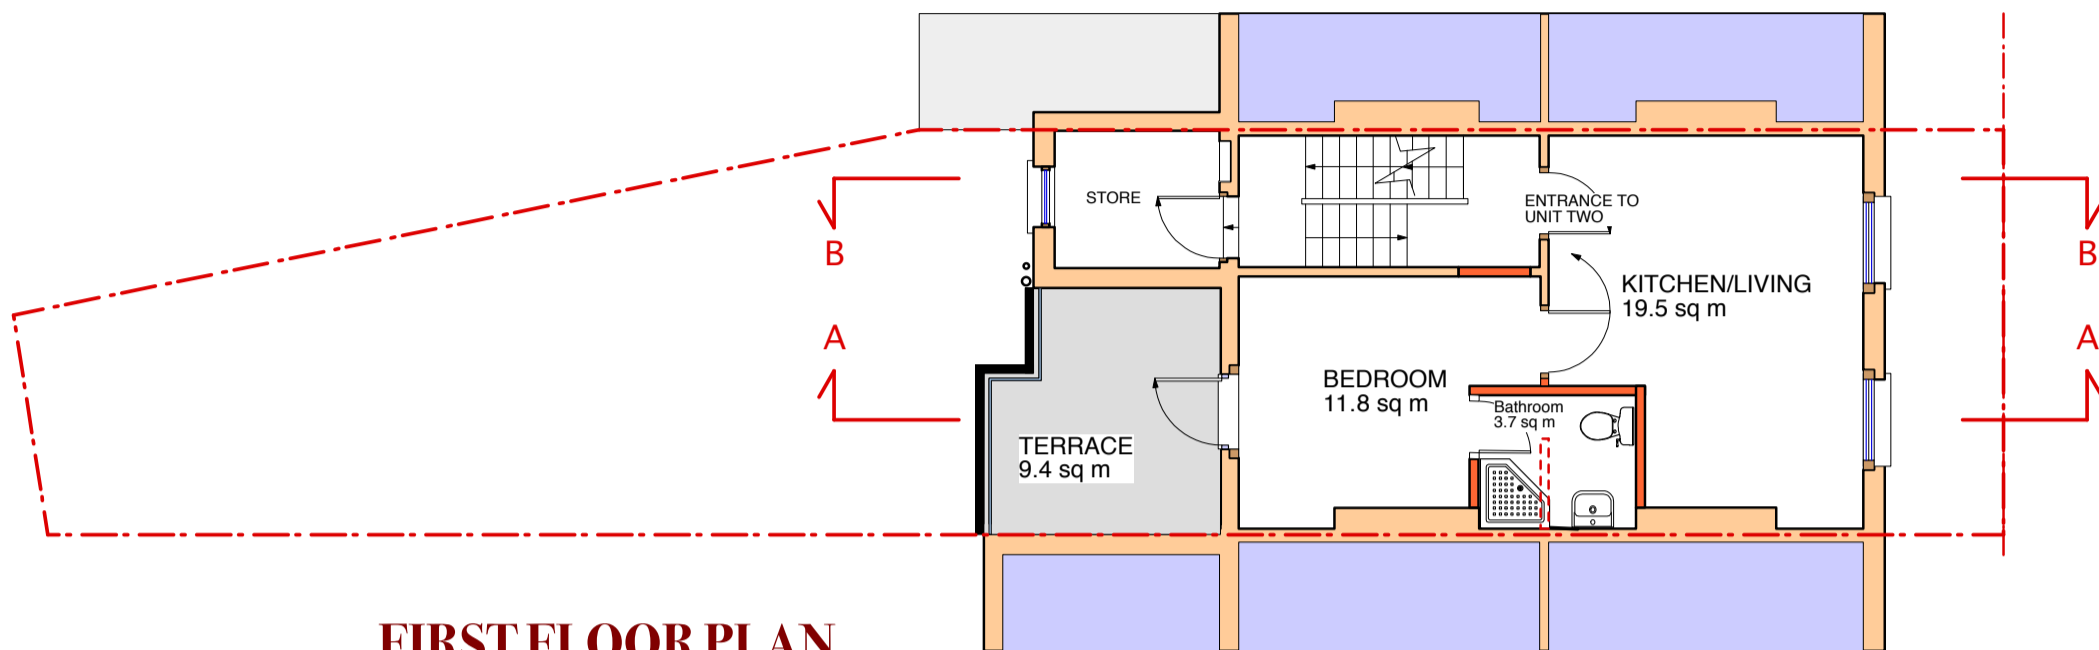 STORE
ENTRANCE TO
UNIT TWO
B
B
KITCHEN/LIVING
19.5 sq m
A
A
BEDROOM
11.8 sq m
Bathroom
3.7 sq m
TERRACE
9.4 sq m
FIRST FLOOR PLAN